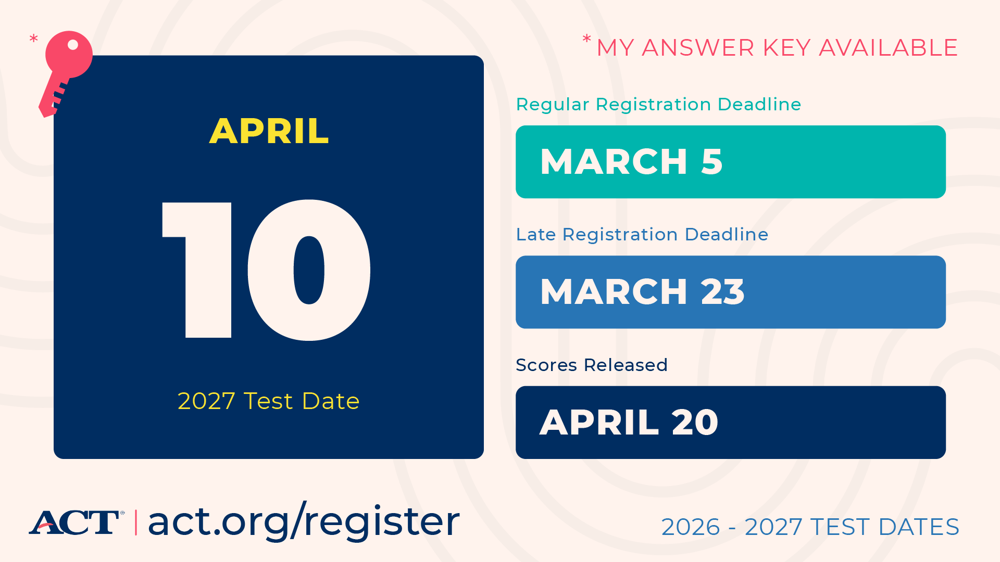 *
* MY ANSWER KEY AVAILABLE
APRIL
10
2027 Test Date
Regular Registration Deadline
MARCH 5
Late Registration Deadline
MARCH 23
Scores Released
APRIL 20
ACT® | act.org/register
2026 - 2027 TEST DATES